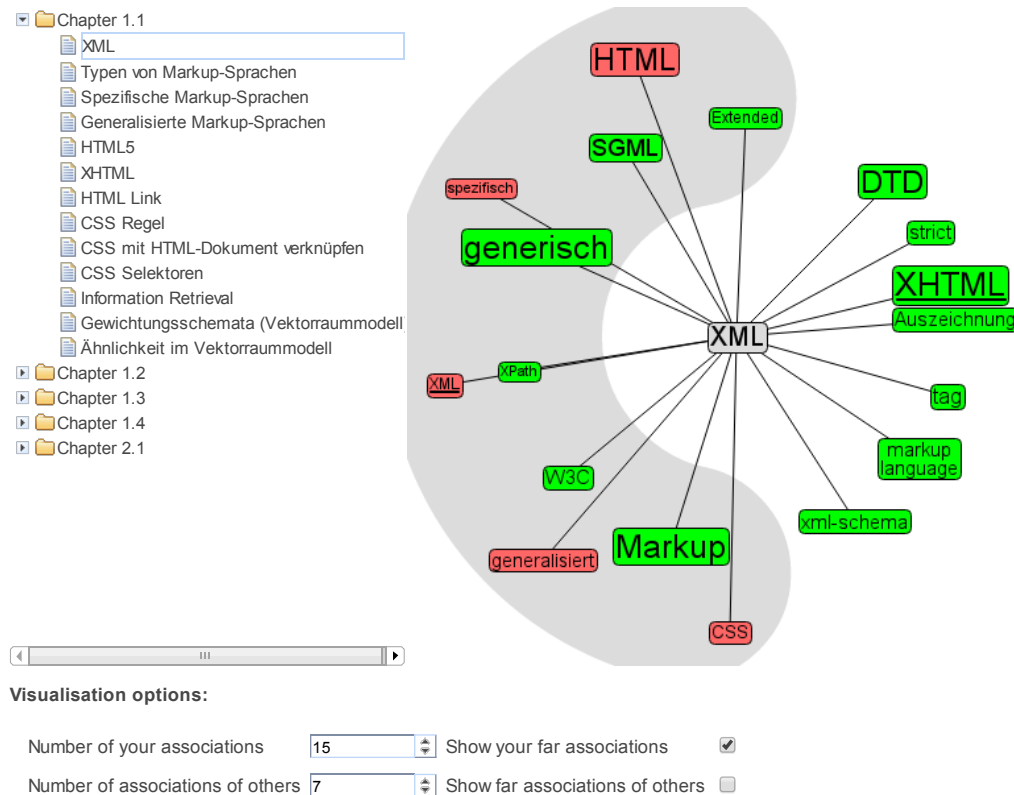 Chapter 1.1
XML
Typen von Markup-Sprachen
Spezifische Markup-Sprachen
Generalisierte Markup-Sprachen
HTML5
XHTML
HTML Link
CSS Regel
CSS mit HTML-Dokument verknüpfen
CSS Selektoren
Information Retrieval
Gewichtungsschemata (Vektorraummodell
Ähnlichkeit im Vektorraummodell
Chapter 1.2
Chapter 1.3
Chapter 1.4
Chapter 2.1
HTML
Extended
SGML
DTD
spezifisch
strict
generisch
XHTML
Auszeichnung
XML
XPath
XML
tag
markup
language
W3C
xml-schema
Markup
generalisiert
CSS
Visualisation options:
Number of your associations 15 Show your far associations
Number of associations of others 7 Show far associations of others